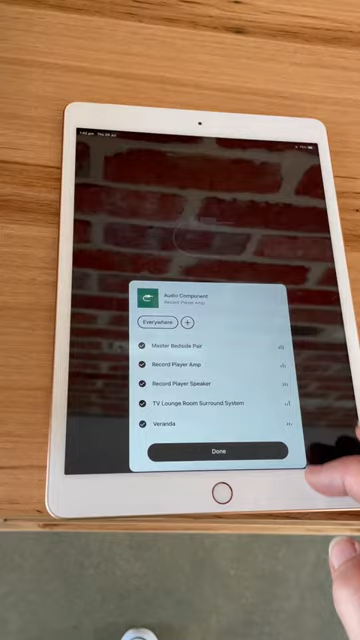 Audio Component
Record Player Amp
Everywhere
+
Master Bedside Pair
Record Player Amp
Record Player Speaker
TV Lounge Room Surround System
Veranda
Done